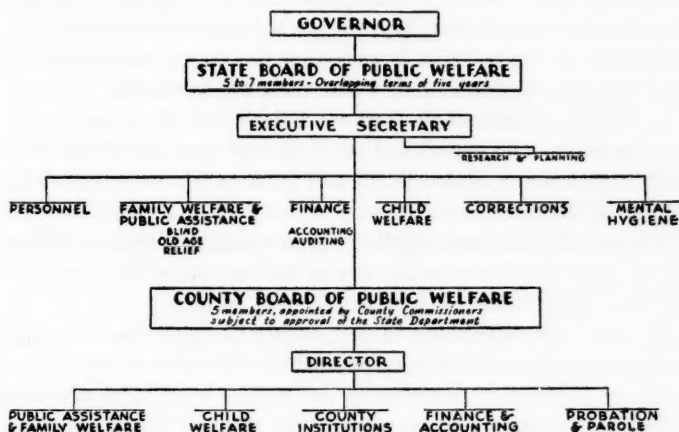 GOVERNOR
STATE BOARD OF PUBLIC WELFARE
5 to 7 members - Overlapping terms of five years
EXECUTIVE SECRETARY
RESEARCH & PLANNING
PERSONNEL
FAMILY WELFARE &
PUBLIC ASSISTANCE
BLIND
OLD AGE
RELIEF
FINANCE
ACCOUNTING
AUDITING
CHILD
WELFARE
CORRECTIONS
MENTAL
HYGIENE
COUNTY BOARD OF PUBLIC WELFARE
5 members, appointed by County Commissioners
subject to approval of the State Department
DIRECTOR
PUBLIC ASSISTANCE
& FAMILY WELFARE
CHILD
WELFARE
COUNTY
INSTITUTIONS
FINANCE &
ACCOUNTING
PROBATION
& PAROLE